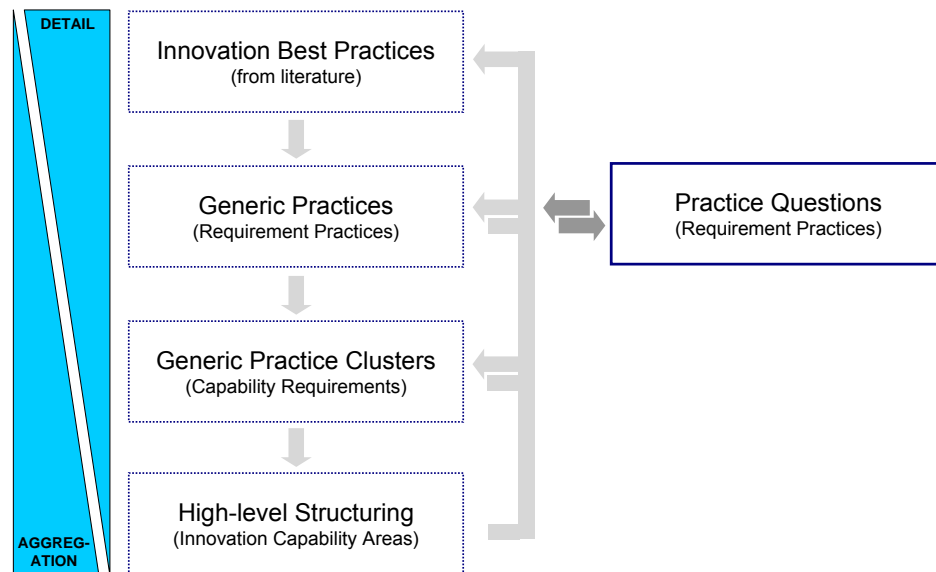 DETAIL
Innovation Best Practices
(from literature)
Generic Practices
(Requirement Practices)
Practice Questions
(Requirement Practices)
Generic Practice Clusters
(Capability Requirements)
High-level Structuring
(Innovation Capability Areas)
AGGREG-
ATION